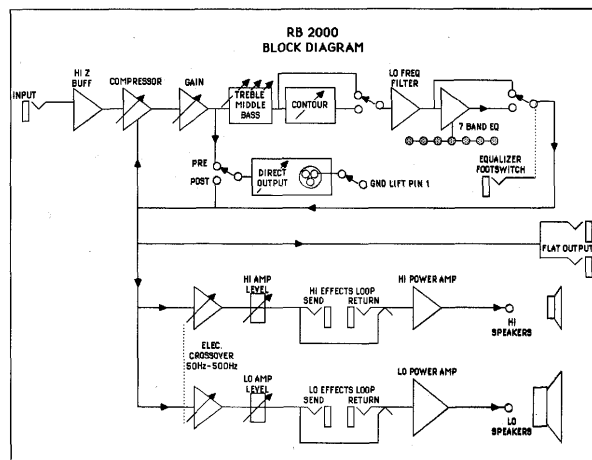 RB 2000
BLOCK DIAGRAM
INPUT
HI Z
BUFF
COMPRESSOR
GAIN
TREBLE
MIDDLE
BASS
CONTOUR
LO FREQ
FILTER
7 BAND EQ
EQUALIZER
FOOTSWITCH
PRE
POST
DIRECT
OUTPUT
GND LIFT PIN 1
FLAT OUTPUT
HI AMP
LEVEL
HI EFFECTS LOOP
SEND RETURN
HI POWER AMP
HI
SPEAKERS
ELEC.
CROSSOVER
50Hz-500Hz
LO AMP
LEVEL
LO EFFECTS LOOP
SEND RETURN
LO POWER AMP
LO
SPEAKERS